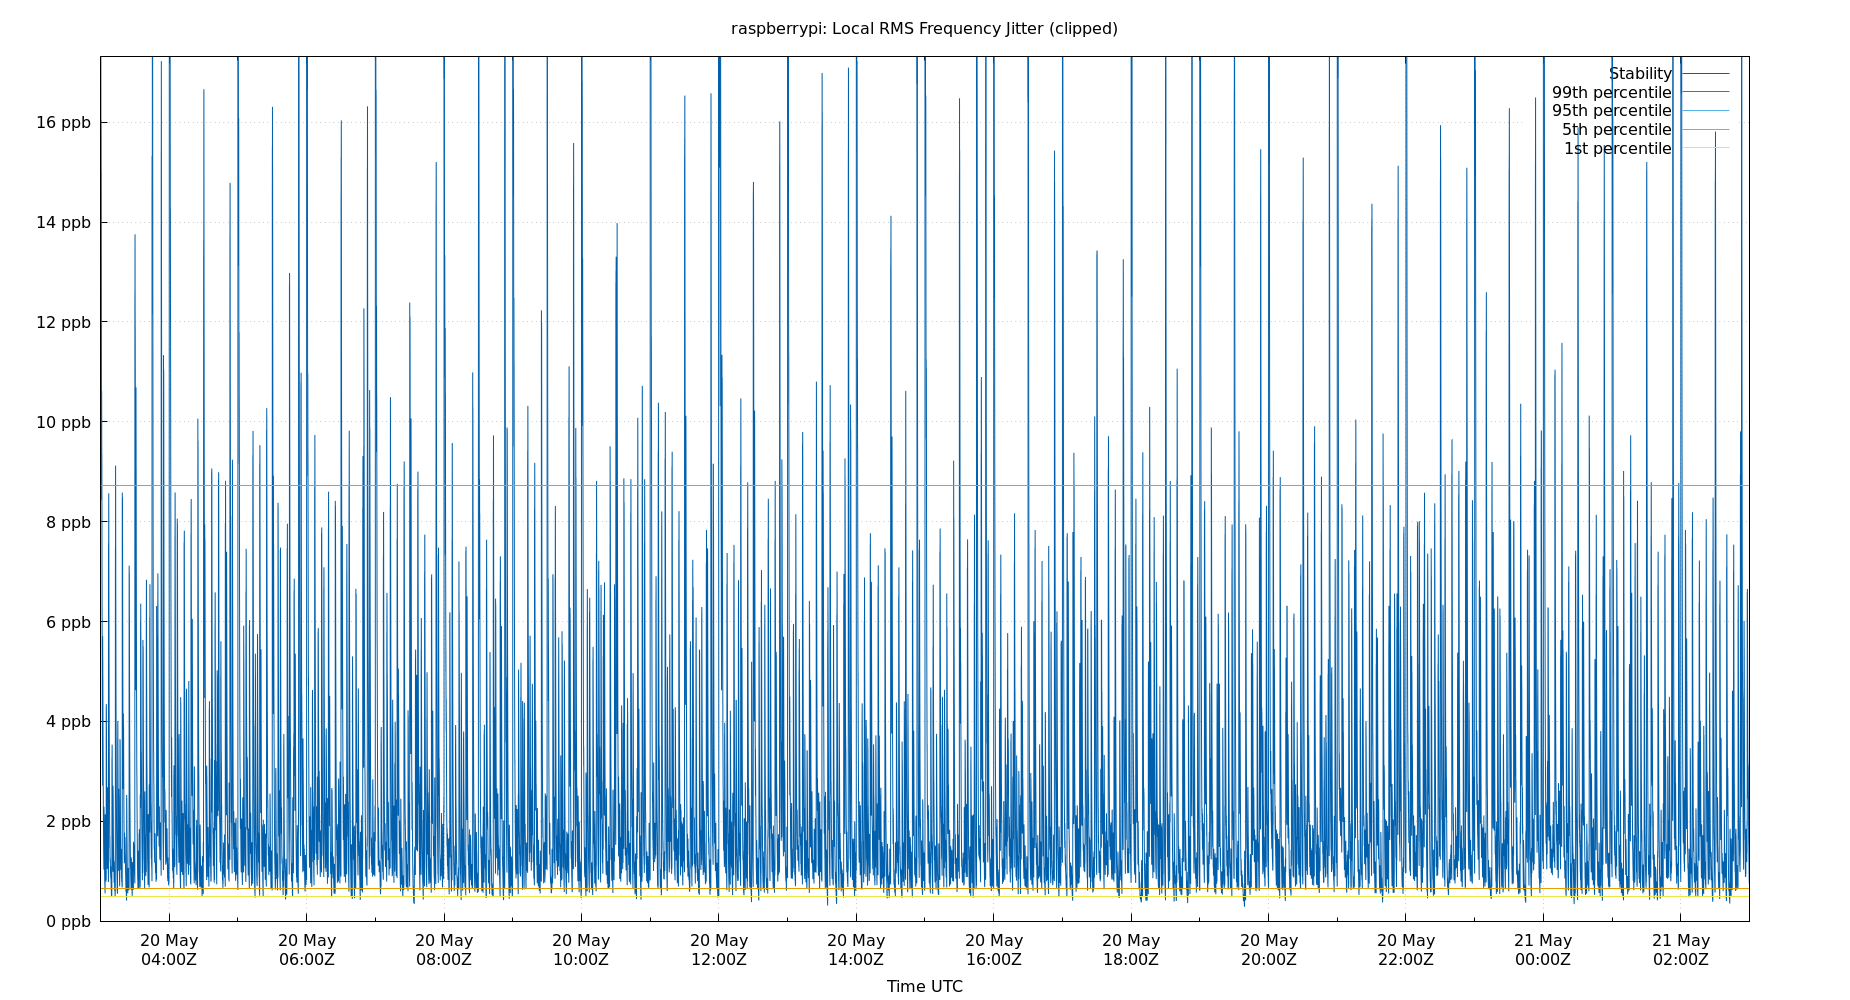 raspberrypi: Local RMS Frequency Jitter (clipped)
Stability
99th percentile
95th percentile
5th percentile
1st percentile
16 ppb
14 ppb
12 ppb
10 ppb
8 ppb
6 ppb
4 ppb
2 ppb
0 ppb
20 May 20 May 20 May 20 May 20 May 20 May 20 May 20 May 20 May 20 May 21 May 21 May
04:00Z 06:00Z 08:00Z 10:00Z 12:00Z 14:00Z 16:00Z 18:00Z 20:00Z 22:00Z 00:00Z 02:00Z
Time UTC